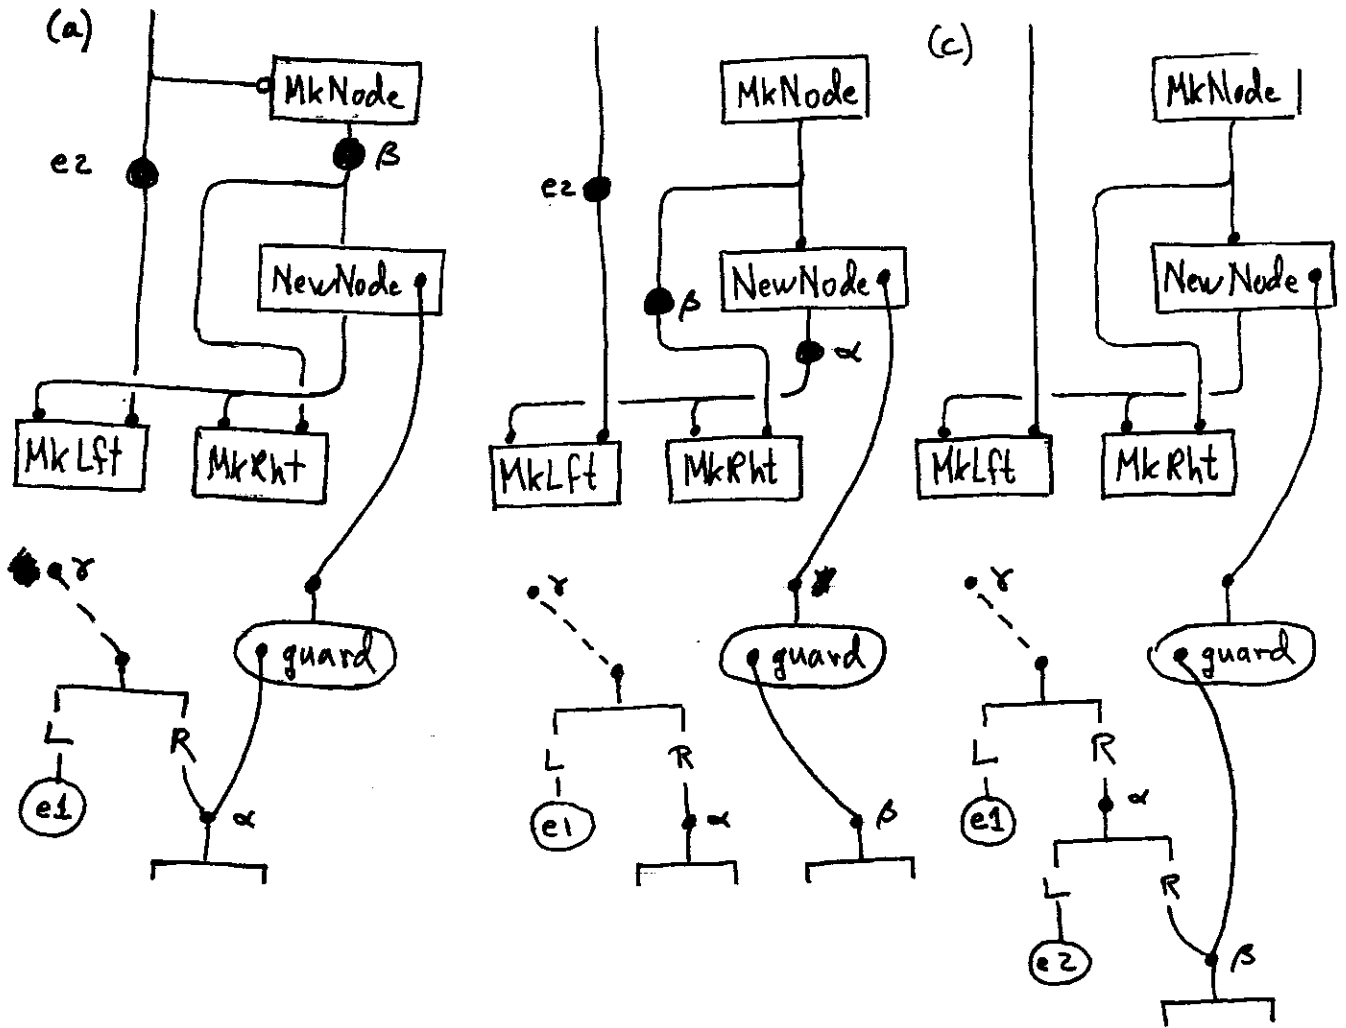 (a)
MkNode
e2
β
NewNode
MkLft
MkRht
γ
guard
L
R
e1
α
MkNode
e2
NewNode
β
α
MkLft
MkRht
γ
guard
L
R
e1
α
β
(c)
MkNode
NewNode
MkLft
MkRht
γ
guard
L
R
e1
α
L
R
e2
β